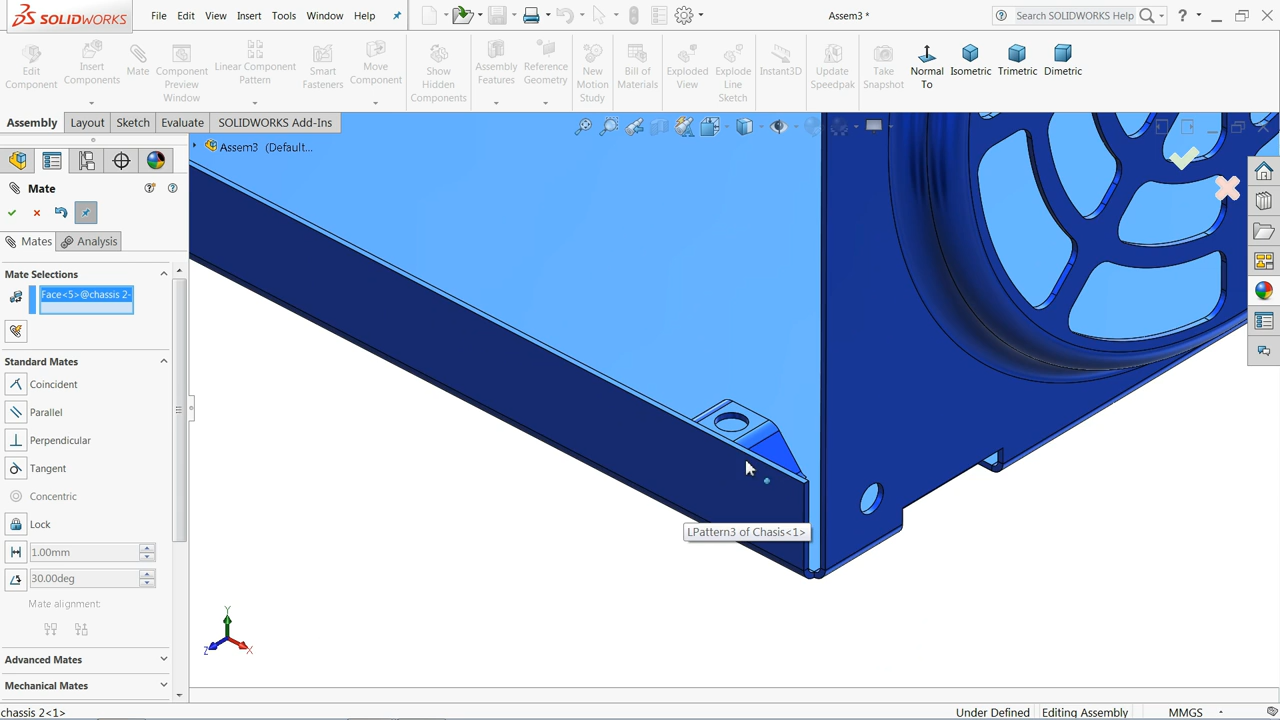 SOLIDWORKS File Edit View Insert Tools Window Help Assem3 * Search SOLIDWORKS Help ?
Edit Component
Insert Components
Mate
Component Preview Window
Linear Component Pattern
Smart Fasteners
Move Component
Show Hidden Components
Assembly Features
Reference Geometry
New Motion Study
Bill of Materials
Exploded View
Explode Line Sketch
Instant3D
Update Speedpak
Take Snapshot
Normal To
Isometric
Trimetric
Dimetric
Assembly Layout Sketch Evaluate SOLIDWORKS Add-Ins
Assem3 (Default...
Mate
Mates Analysis
Mate Selections
Face<5>@chassis 2-
Standard Mates
Coincident
Parallel
Perpendicular
Tangent
Concentric
Lock
1.00mm
30.00deg
Mate alignment:
Advanced Mates
Mechanical Mates
LPattern3 of Chasis<1>
Y
Z X
chassis 2<1> Under Defined Editing Assembly MMGS